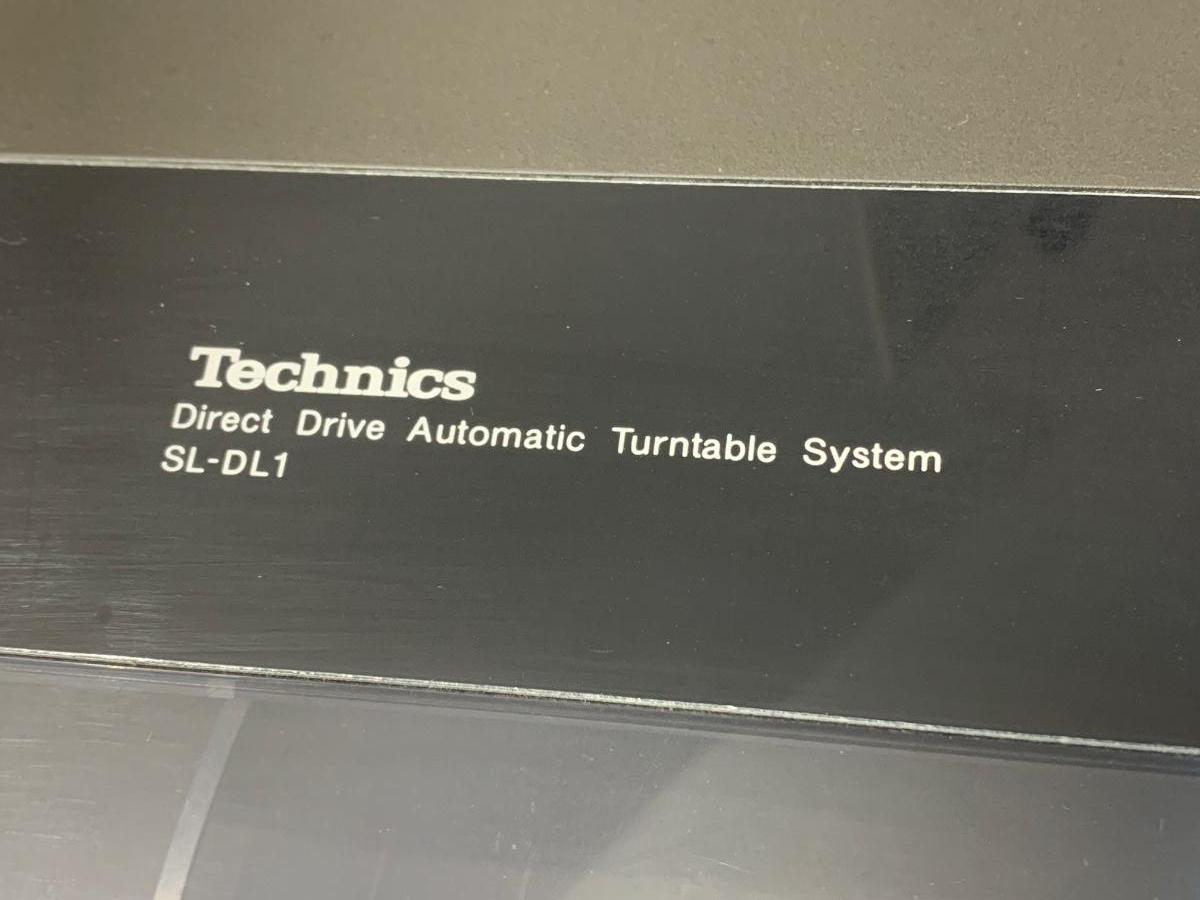 Technics
Direct Drive Automatic Turntable System
SL-DL1